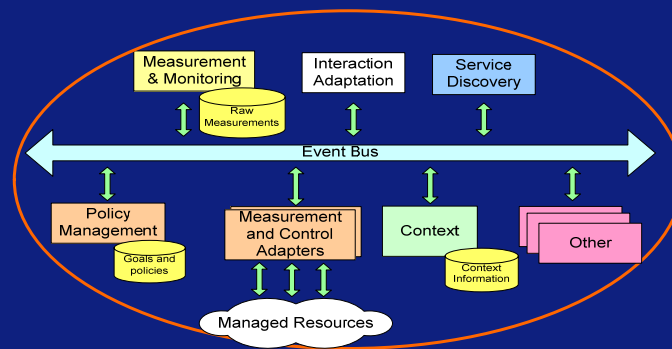 Measurement
& Monitoring
Raw
Measurements
Interaction
Adaptation
Service
Discovery
Event Bus
Policy
Management
Goals and
policies
Measurement
and Control
Adapters
Context
Context
Information
Other
Managed Resources